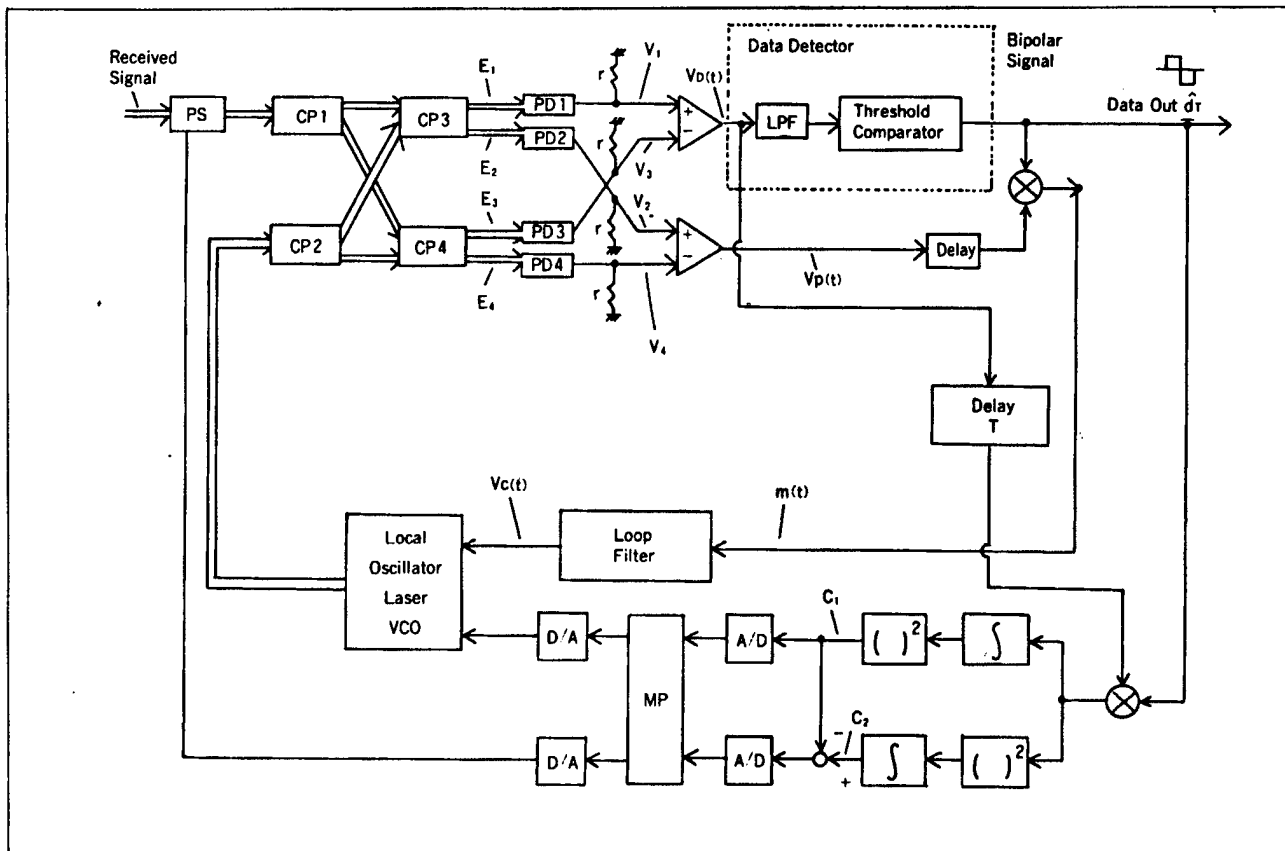 Received
Signal
PS
CP1
CP2
CP3
CP4
E₁
E₂
E₃
E₄
PD1
PD2
PD3
PD4
r
r
r
r
V₁
V₃
V₂
V₄
+
−
+
−
VD(t)
Data Detector
LPF
Threshold
Comparator
Bipolar
Signal
Data Out d̂T
Vp(t)
Delay
Delay
T
Vc(t)
m(t)
Local
Oscillator
Laser
VCO
Loop
Filter
D/A
MP
A/D
C₁
( )²
∫
D/A
A/D
−
C₂
+
∫
( )²